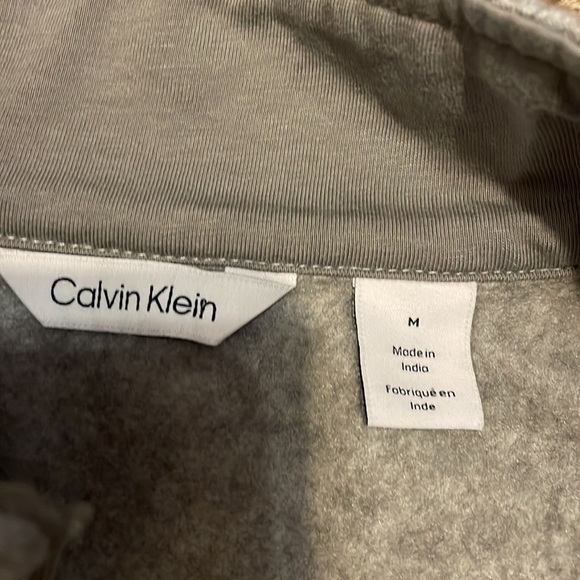 Calvin Klein
M
Made in
India
Fabriqué en
Inde